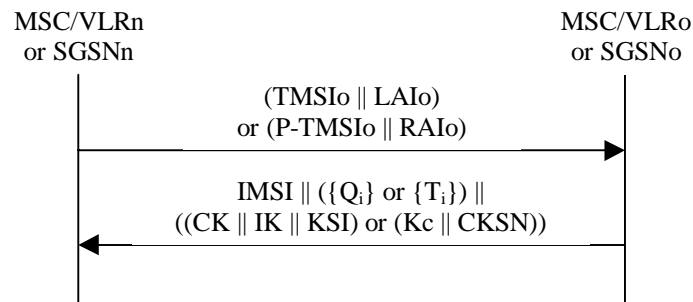 MSC/VLRn
or SGSNn
MSC/VLRo
or SGSNo
(TMSIo || LAIo)
or (P-TMSIo || RAIo)
IMSI || ({Qi} or {Ti}) ||
((CK || IK || KSI) or (Kc || CKSN))